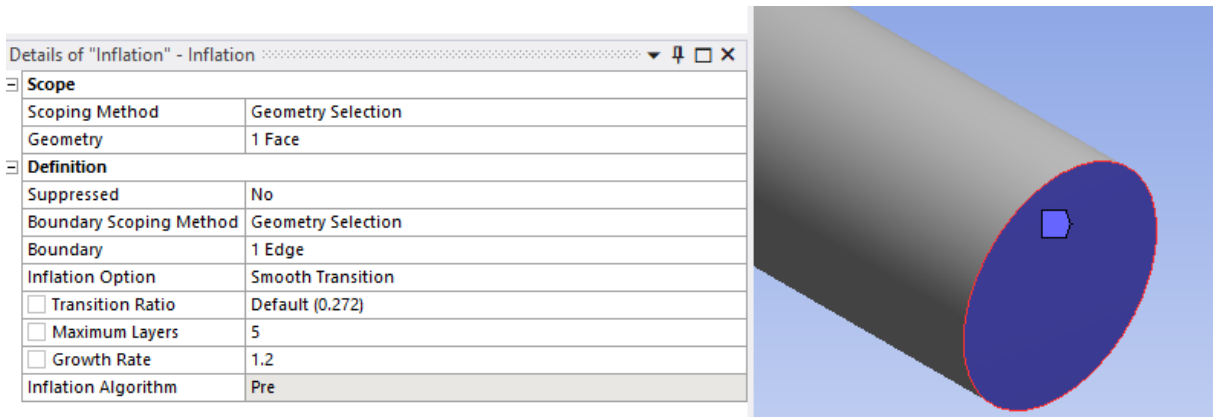 Details of "Inflation" - Inflation
Scope
Scoping Method Geometry Selection
Geometry 1 Face
Definition
Suppressed No
Boundary Scoping Method Geometry Selection
Boundary 1 Edge
Inflation Option Smooth Transition
Transition Ratio Default (0.272)
Maximum Layers 5
Growth Rate 1.2
Inflation Algorithm Pre